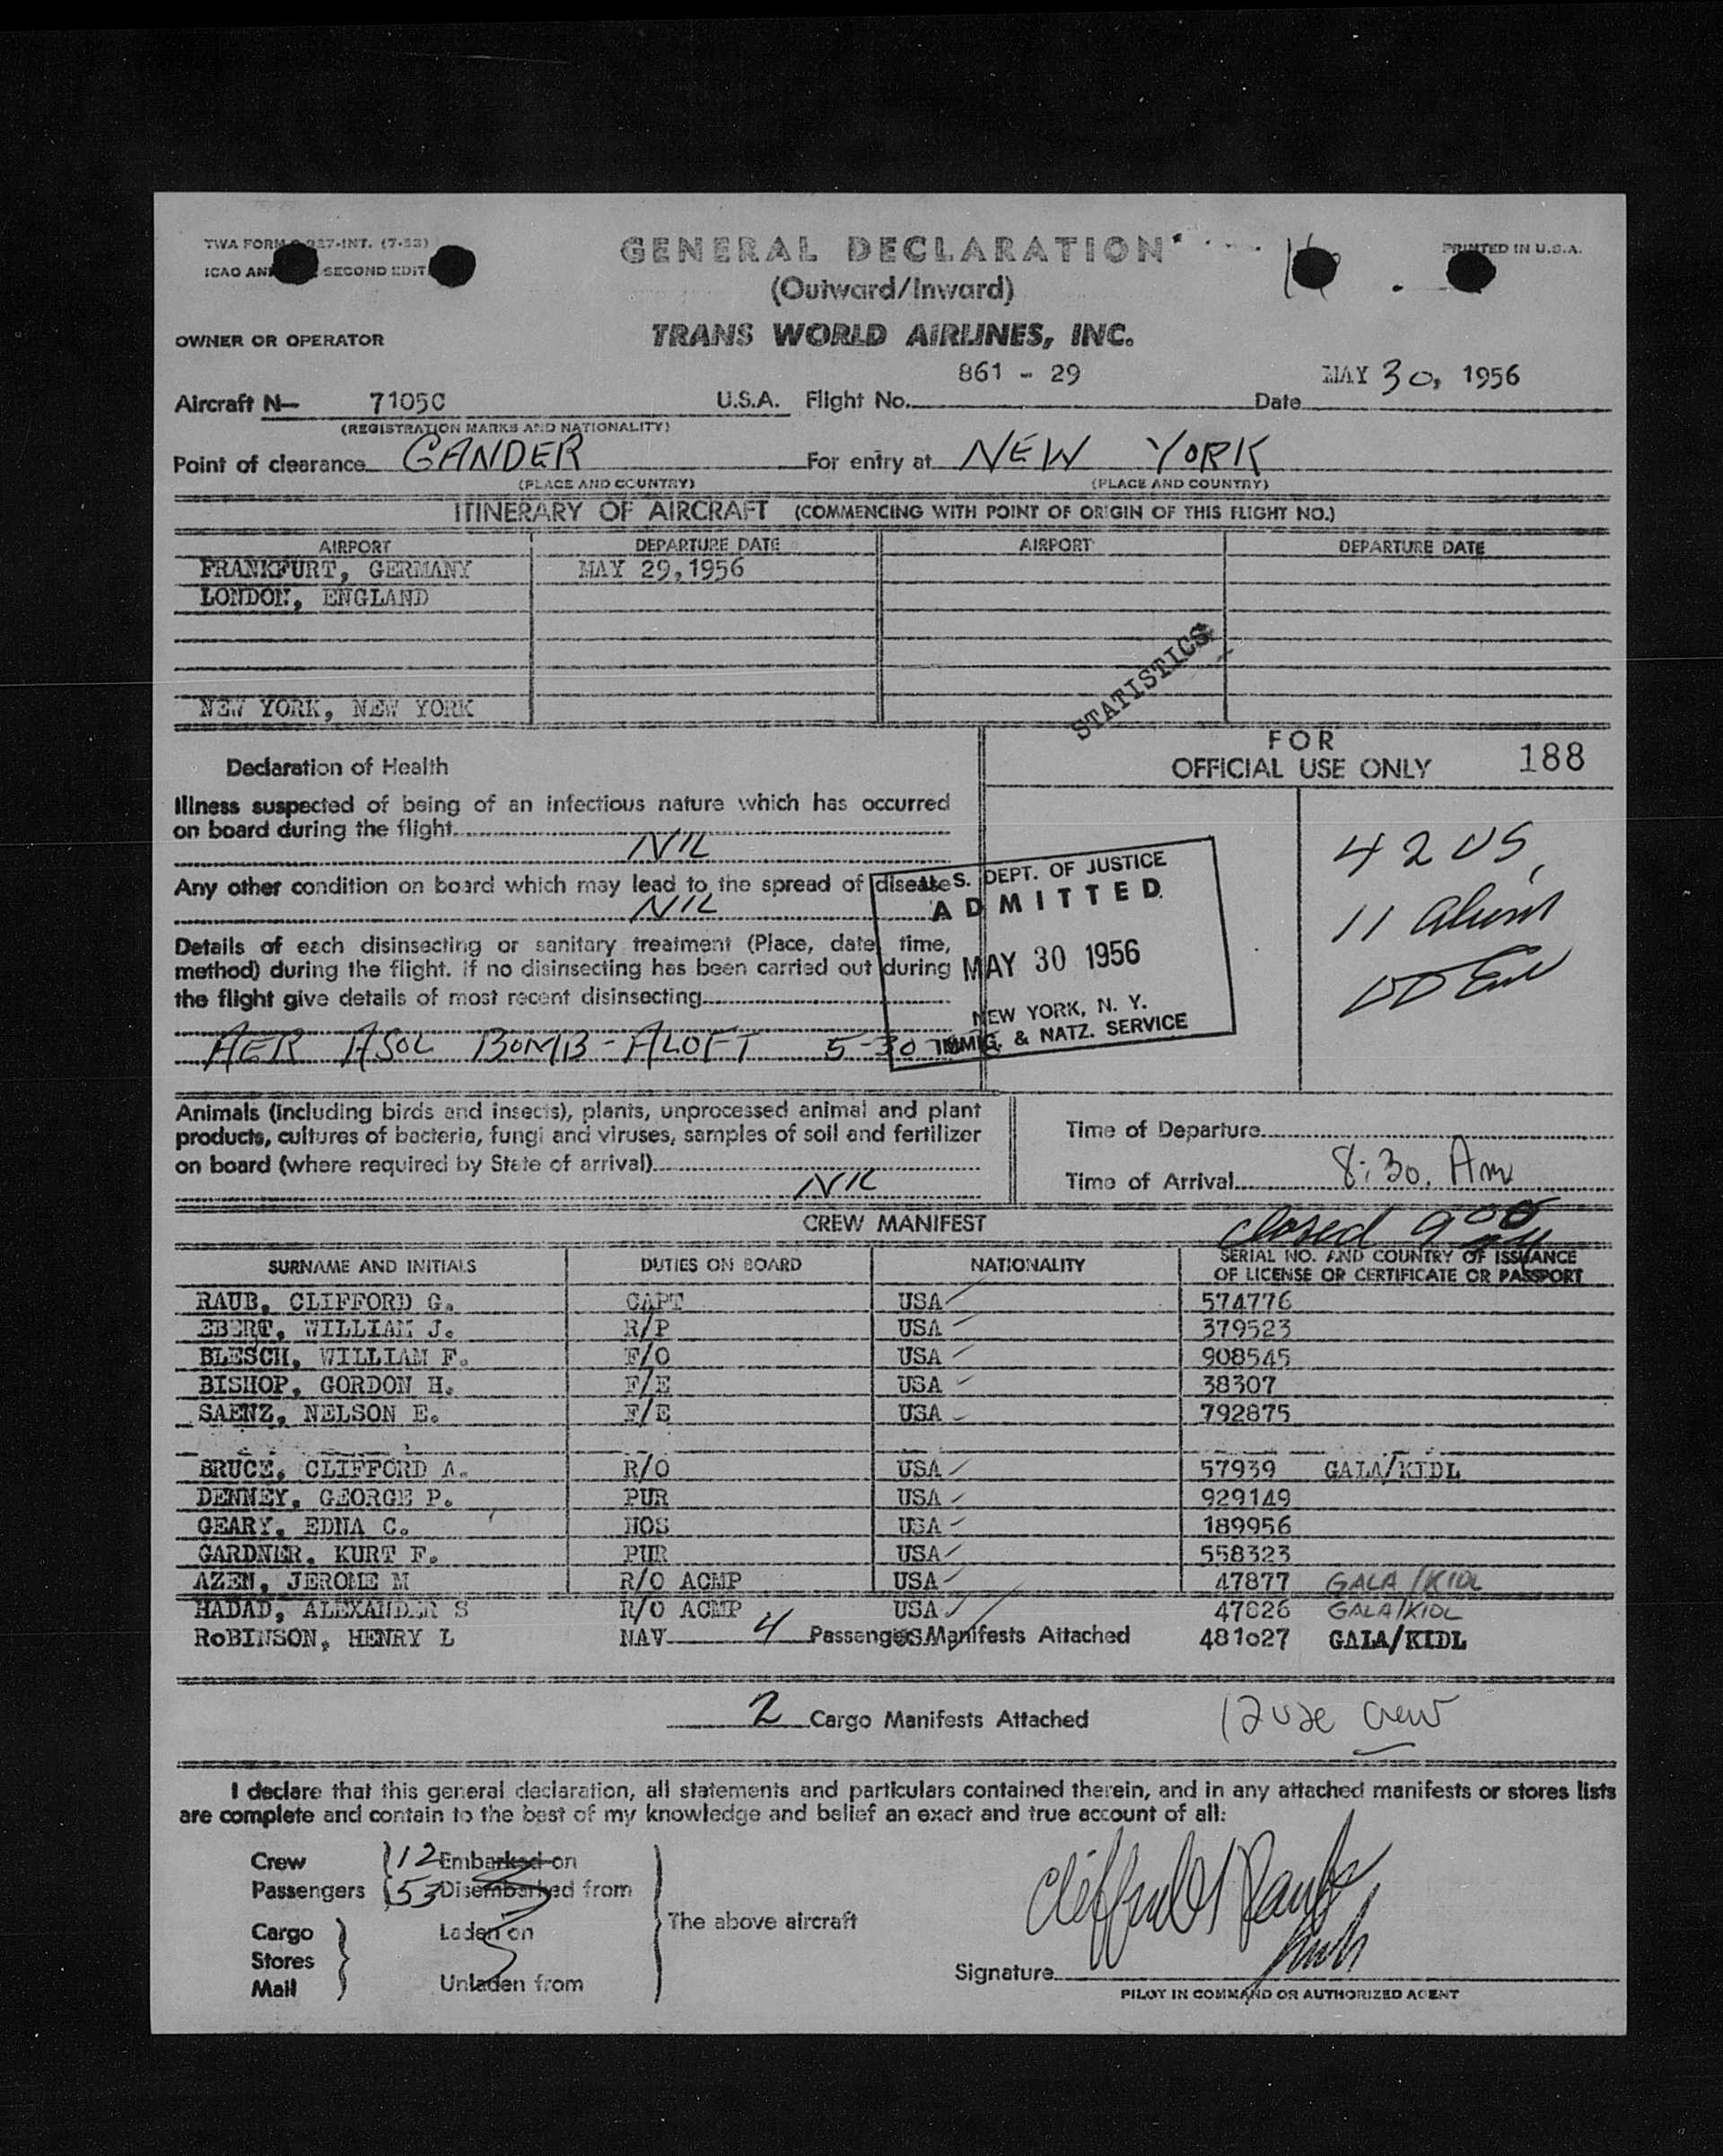 GENERAL DECLARATION
(Outward/Inward)
PRINTED IN U.S.A.
TWA FORM 327-INT. (7-53)
ICAO SECOND EDIT
OWNER OR OPERATOR
TRANS WORLD AIRLINES, INC.
Aircraft N— 7105C U.S.A. Flight No. 861 - 29 Date MAY 30, 1956
(REGISTRATION MARKS AND NATIONALITY)
Point of clearance GANDER For entry at NEW YORK
(PLACE AND COUNTRY) (PLACE AND COUNTRY)
ITINERARY OF AIRCRAFT (COMMENCING WITH POINT OF ORIGIN OF THIS FLIGHT NO.)
AIRPORT DEPARTURE DATE AIRPORT DEPARTURE DATE
FRANKFURT, GERMANY MAY 29,1956
LONDON, ENGLAND
NEW YORK, NEW YORK
STATISTICS
FOR
OFFICIAL USE ONLY 188
Declaration of Health
Illness suspected of being of an infectious nature which has occurred
on board during the flight
NIL
Any other condition on board which may lead to the spread of disease
NIL
Details of each disinsecting or sanitary treatment (Place, date, time,
method) during the flight. if no disinsecting has been carried out during
the flight give details of most recent disinsecting
AER ASOL BOMB - ALOFT 5-30
U. S. DEPT. OF JUSTICE
ADMITTED
MAY 30 1956
NEW YORK, N. Y.
IMMIG. & NATZ. SERVICE
42 US
11 alien
Animals (including birds and insects), plants, unprocessed animal and plant
products, cultures of bacteria, fungi and viruses, samples of soil and fertilizer
on board (where required by State of arrival)
NIL
Time of Departure
Time of Arrival 8:30. Am
closed 9 00
CREW MANIFEST
SURNAME AND INITIALS DUTIES ON BOARD NATIONALITY SERIAL NO. AND COUNTRY OF ISSUANCE
OF LICENSE OR CERTIFICATE OR PASSPORT
RAUB, CLIFFORD G. CAPT USA 574776
EBERT, WILLIAM J. R/P USA 379523
BLESCH, WILLIAM F. F/O USA 908545
BISHOP, GORDON H. F/E USA 38307
SAENZ, NELSON E. F/E USA 792875
BRUCE, CLIFFORD A. R/O USA 57939 GALA/KIDL
DENNEY, GEORGE P. PUR USA 929149
GEARY, EDNA C. HOS USA 189956
GARDNER, KURT F. PUR USA 558323
AZEN, JEROME M R/O ACMP USA 47877 GALA/KIDL
HADAD, ALEXANDER S R/O ACMP USA 47826 GALA/KIDL
RoBINSON, HENRY L NAV 4 Passenger Manifests Attached 481o27 GALA/KIDL
2 Cargo Manifests Attached
12 usc crew
I declare that this general declaration, all statements and particulars contained therein, and in any attached manifests or stores lists
are complete and contain to the best of my knowledge and belief an exact and true account of all:
Crew 12 Embarked on
Passengers 53 Disembarked from
The above aircraft
Cargo Laden on
Stores
Mail Unladen from
Signature
PILOT IN COMMAND OR AUTHORIZED AGENT